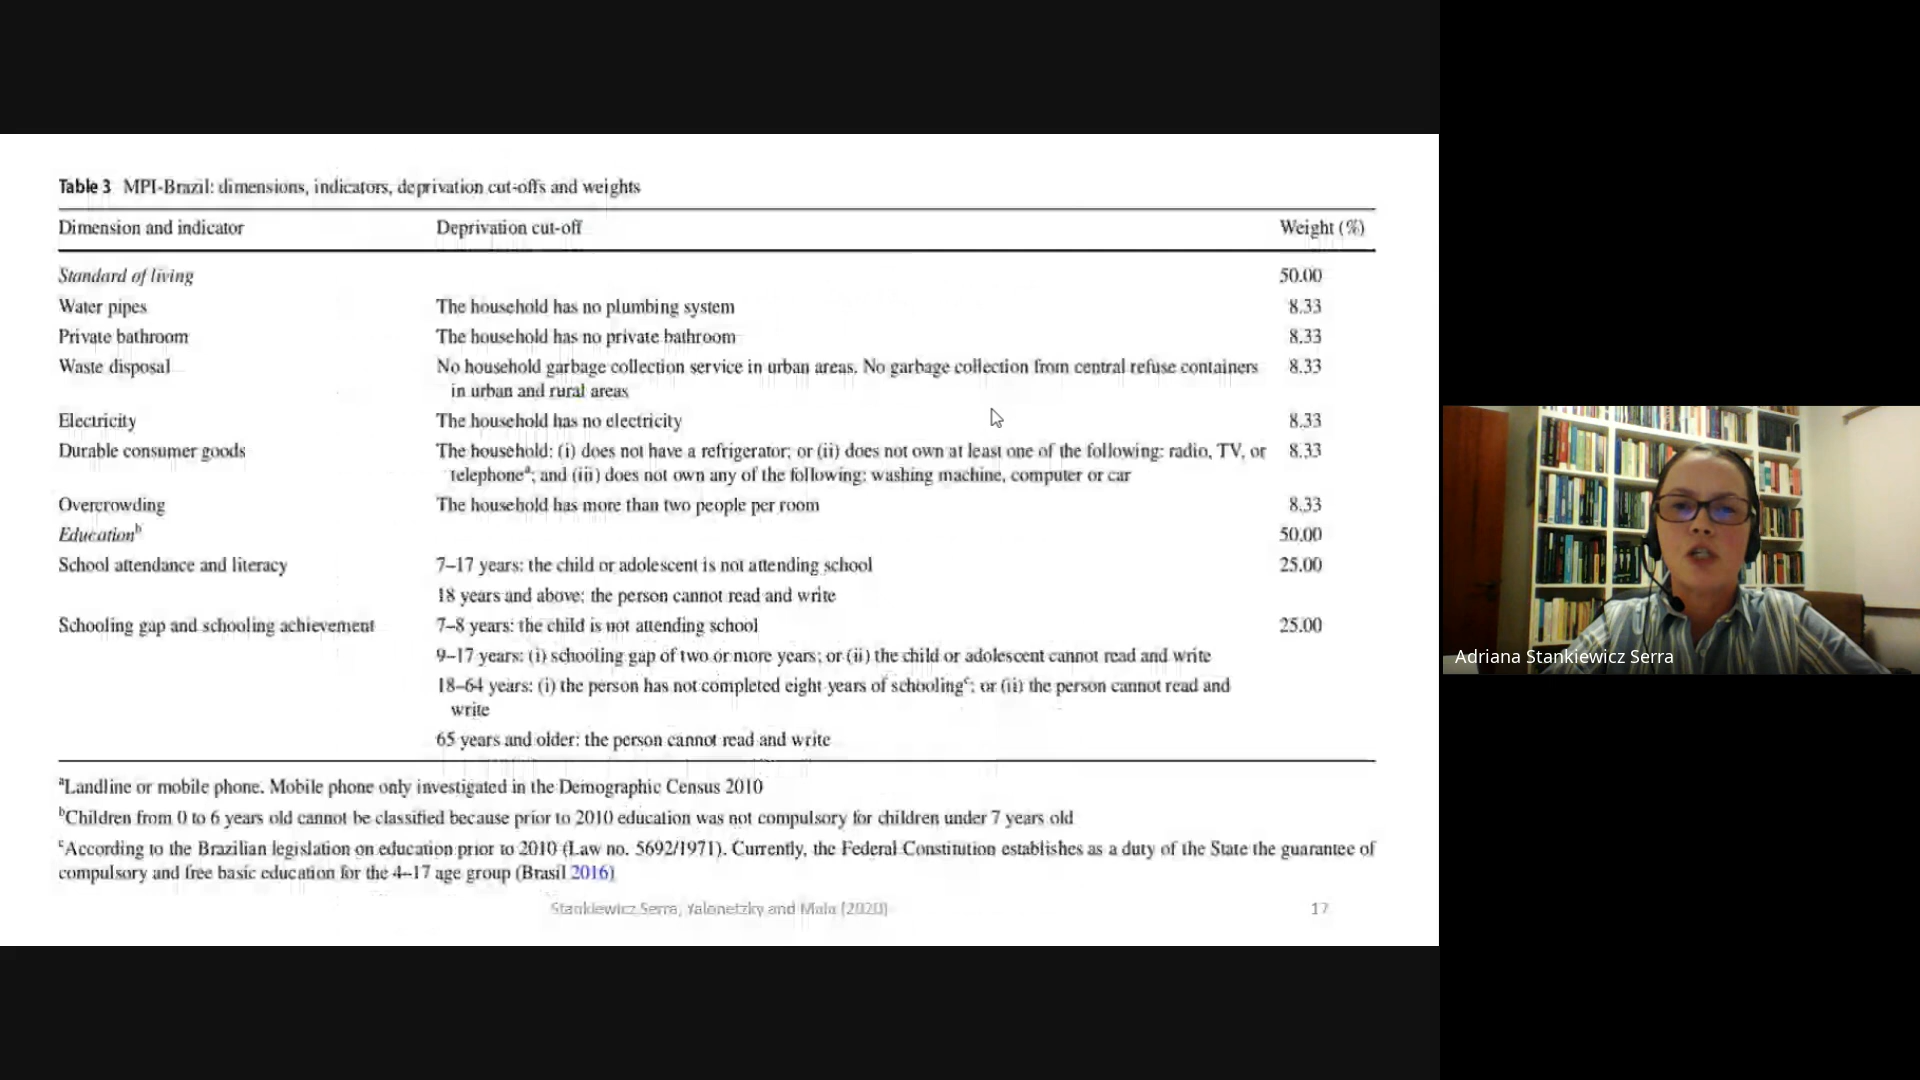 Table 3 MPI-Brazil: dimensions, indicators, deprivation cut-offs and weights
Dimension and indicator Deprivation cut-off Weight (%)
Standard of living 50.00
Water pipes The household has no plumbing system 8.33
Private bathroom The household has no private bathroom 8.33
Waste disposal No household garbage collection service in urban areas. No garbage collection from central refuse containers 8.33
in urban and rural areas
Electricity The household has no electricity 8.33
Durable consumer goods The household: (i) does not have a refrigerator; or (ii) does not own at least one of the following: radio, TV, or 8.33
telephoneᵃ; and (iii) does not own any of the following: washing machine, computer or car
Overcrowding The household has more than two people per room 8.33
Educationᵇ 50.00
School attendance and literacy 7–17 years: the child or adolescent is not attending school 25.00
18 years and above: the person cannot read and write
Schooling gap and schooling achievement 7–8 years: the child is not attending school 25.00
9–17 years: (i) schooling gap of two or more years; or (ii) the child or adolescent cannot read and write
18–64 years: (i) the person has not completed eight years of schoolingᶜ; or (ii) the person cannot read and
write
65 years and older: the person cannot read and write
ᵃLandline or mobile phone. Mobile phone only investigated in the Demographic Census 2010
ᵇChildren from 0 to 6 years old cannot be classified because prior to 2010 education was not compulsory for children under 7 years old
ᶜAccording to the Brazilian legislation on education prior to 2010 (Law no. 5692/1971). Currently, the Federal Constitution establishes as a duty of the State the guarantee of
compulsory and free basic education for the 4–17 age group (Brasil 2016)
Stankiewicz Serra, Yalonetzky and Maia (2020) 17
Adriana Stankiewicz Serra